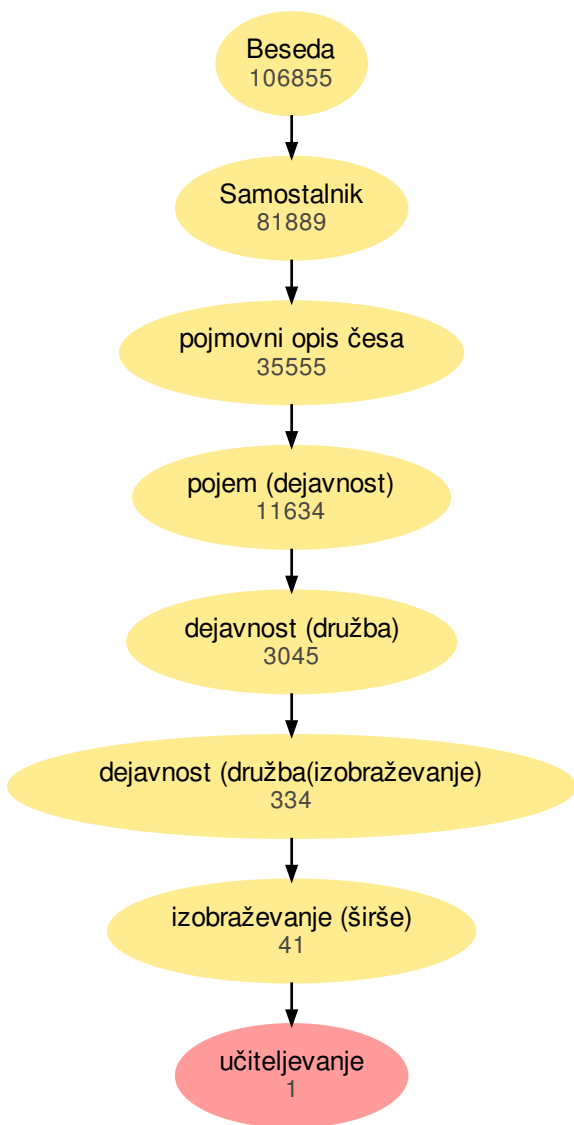 Beseda
106855
Samostalnik
81889
pojmovni opis česa
35555
pojem (dejavnost)
11634
dejavnost (družba)
3045
dejavnost (družba(izobraževanje)
334
izobraževanje (širše)
41
učiteljevanje
1